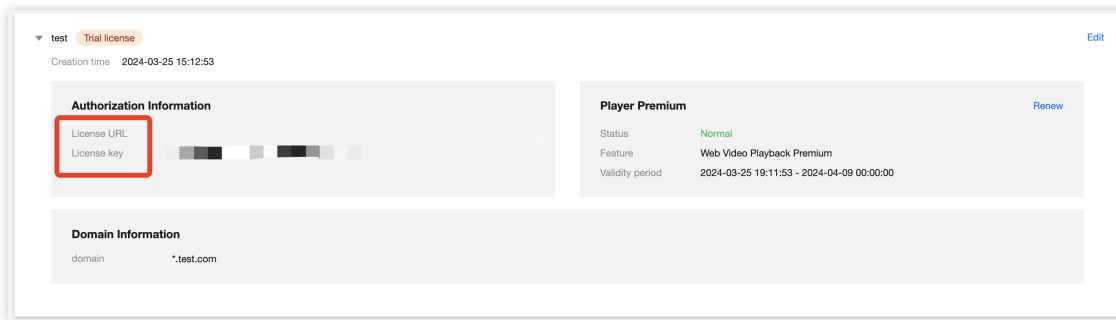 test Trial license Edit
Creation time 2024-03-25 15:12:53
Authorization Information
License URL
License key
Player Premium Renew
Status Normal
Feature Web Video Playback Premium
Validity period 2024-03-25 19:11:53 - 2024-04-09 00:00:00
Domain Information
domain *.test.com